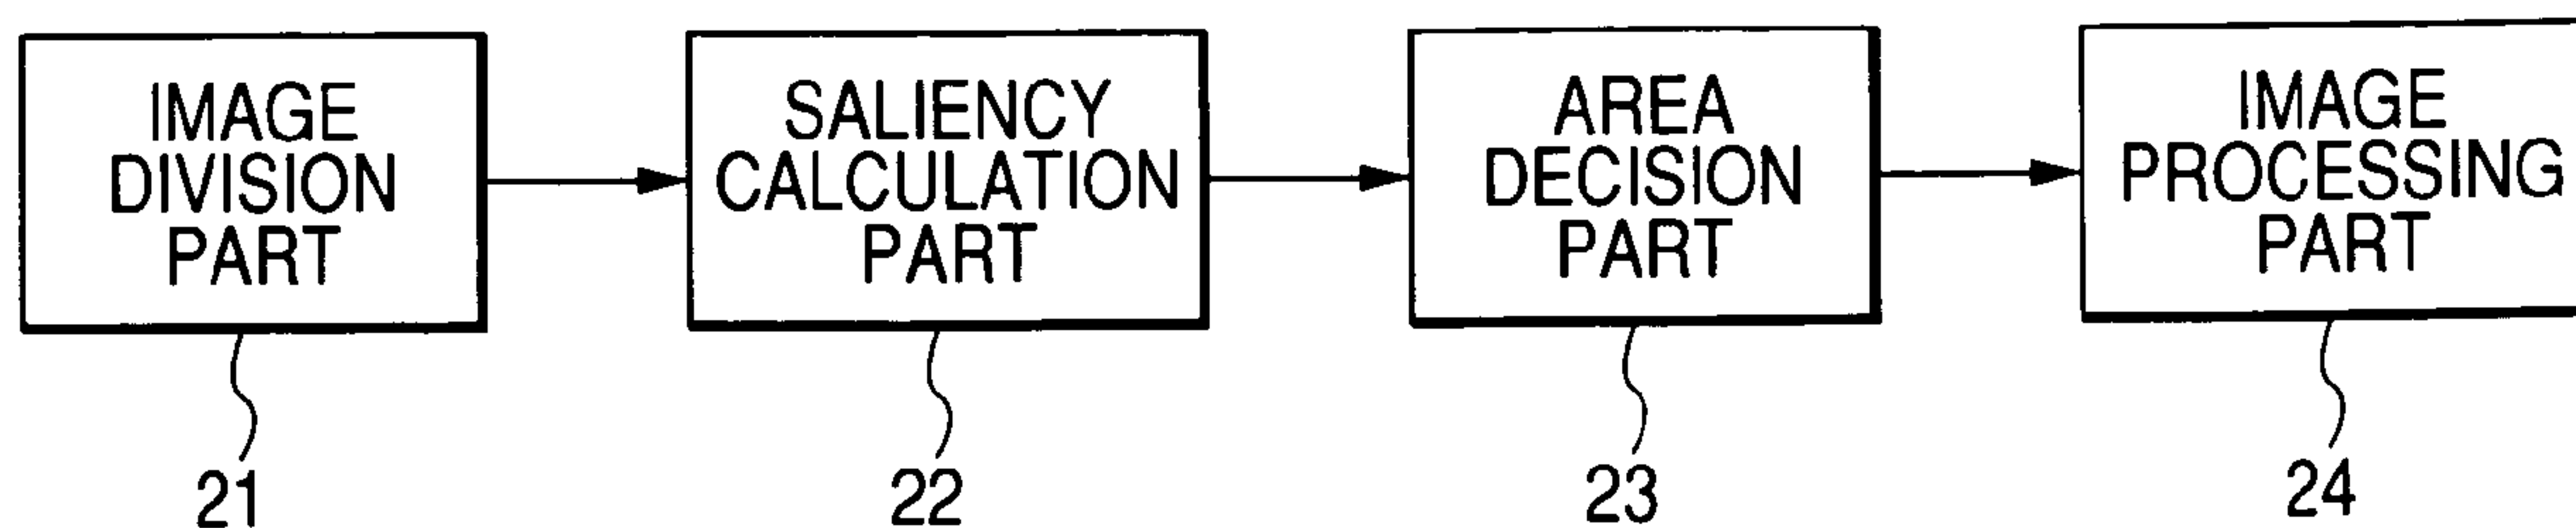 IMAGE
DIVISION
PART
SALIENCY
CALCULATION
PART
AREA
DECISION
PART
IMAGE
PROCESSING
PART
21
22
23
24